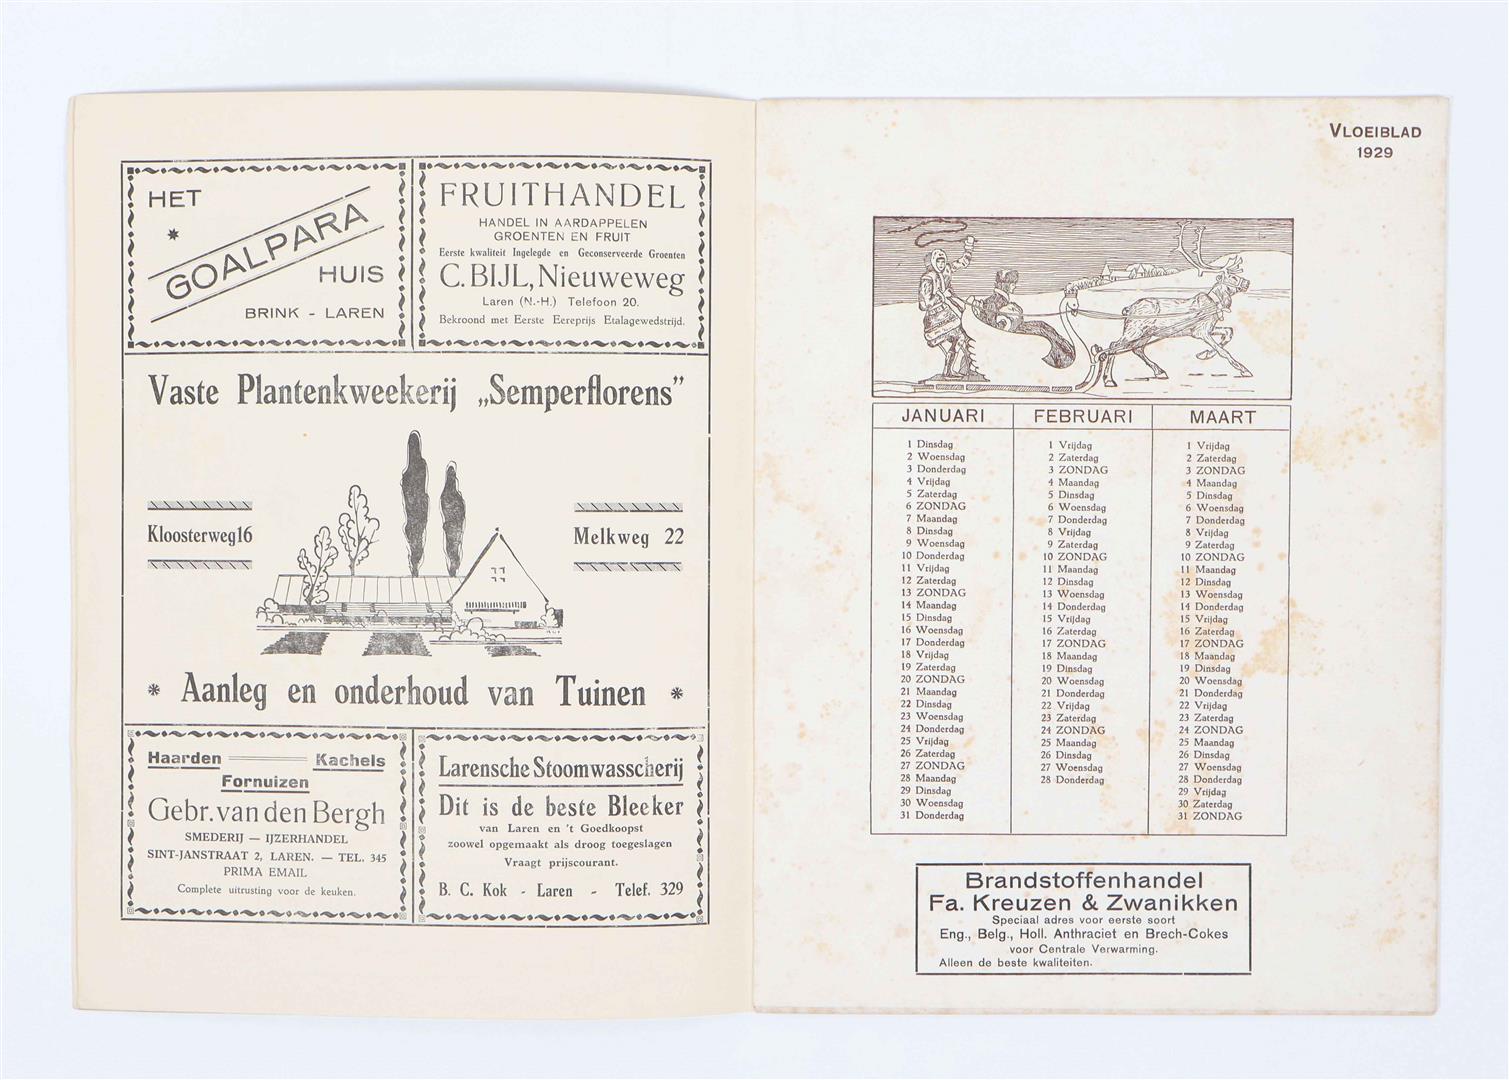 HET
GOALPARA
HUIS
BRINK - LAREN
FRUITHANDEL
HANDEL IN AARDAPPELEN
GROENTEN EN FRUIT
Eerste kwaliteit Ingelegde en Geconserveerde Groenten
C. BIJL, Nieuweweg
Laren (N.-H.) Telefoon 20.
Bekroond met Eerste Eereprijs Etalagewedstrijd.
Vaste Plantenkweekerij „Semperflorens”
Kloosterweg 16
Melkweg 22
* Aanleg en onderhoud van Tuinen *
Haarden Kachels
Fornuizen
Gebr. van den Bergh
SMEDERIJ — IJZERHANDEL
SINT-JANSTRAAT 2, LAREN. — TEL. 345
PRIMA EMAIL
Complete uitrusting voor de keuken.
Larensche Stoomwasscherij
Dit is de beste Bleeker
van Laren en 't Goedkoopst
zoowel opgemaakt als droog toegeslagen
Vraagt prijscourant.
B. C. Kok - Laren - Telef. 329
VLOEIBLAD
1929
JANUARI
1 Dinsdag
2 Woensdag
3 Donderdag
4 Vrijdag
5 Zaterdag
6 ZONDAG
7 Maandag
8 Dinsdag
9 Woensdag
10 Donderdag
11 Vrijdag
12 Zaterdag
13 ZONDAG
14 Maandag
15 Dinsdag
16 Woensdag
17 Donderdag
18 Vrijdag
19 Zaterdag
20 ZONDAG
21 Maandag
22 Dinsdag
23 Woensdag
24 Donderdag
25 Vrijdag
26 Zaterdag
27 ZONDAG
28 Maandag
29 Dinsdag
30 Woensdag
31 Donderdag
FEBRUARI
1 Vrijdag
2 Zaterdag
3 ZONDAG
4 Maandag
5 Dinsdag
6 Woensdag
7 Donderdag
8 Vrijdag
9 Zaterdag
10 ZONDAG
11 Maandag
12 Dinsdag
13 Woensdag
14 Donderdag
15 Vrijdag
16 Zaterdag
17 ZONDAG
18 Maandag
19 Dinsdag
20 Woensdag
21 Donderdag
22 Vrijdag
23 Zaterdag
24 ZONDAG
25 Maandag
26 Dinsdag
27 Woensdag
28 Donderdag
MAART
1 Vrijdag
2 Zaterdag
3 ZONDAG
4 Maandag
5 Dinsdag
6 Woensdag
7 Donderdag
8 Vrijdag
9 Zaterdag
10 ZONDAG
11 Maandag
12 Dinsdag
13 Woensdag
14 Donderdag
15 Vrijdag
16 Zaterdag
17 ZONDAG
18 Maandag
19 Dinsdag
20 Woensdag
21 Donderdag
22 Vrijdag
23 Zaterdag
24 ZONDAG
25 Maandag
26 Dinsdag
27 Woensdag
28 Donderdag
29 Vrijdag
30 Zaterdag
31 ZONDAG
Brandstoffenhandel
Fa. Kreuzen & Zwanikken
Speciaal adres voor eerste soort
Eng., Belg., Holl. Anthraciet en Brech-Cokes
voor Centrale Verwarming.
Alleen de beste kwaliteiten.